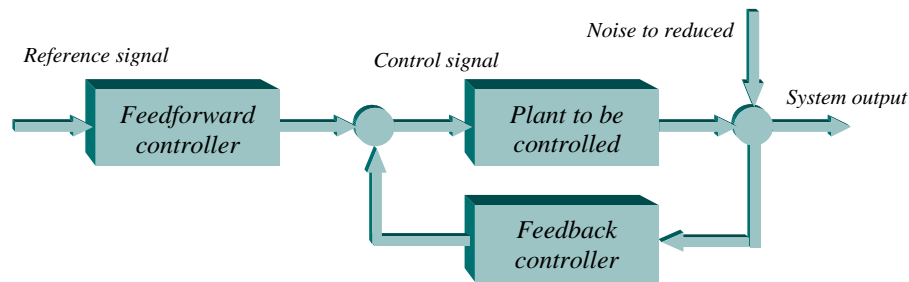 Noise to reduced
Reference signal
Control signal
System output
Feedforward
controller
Plant to be
controlled
Feedback
controller